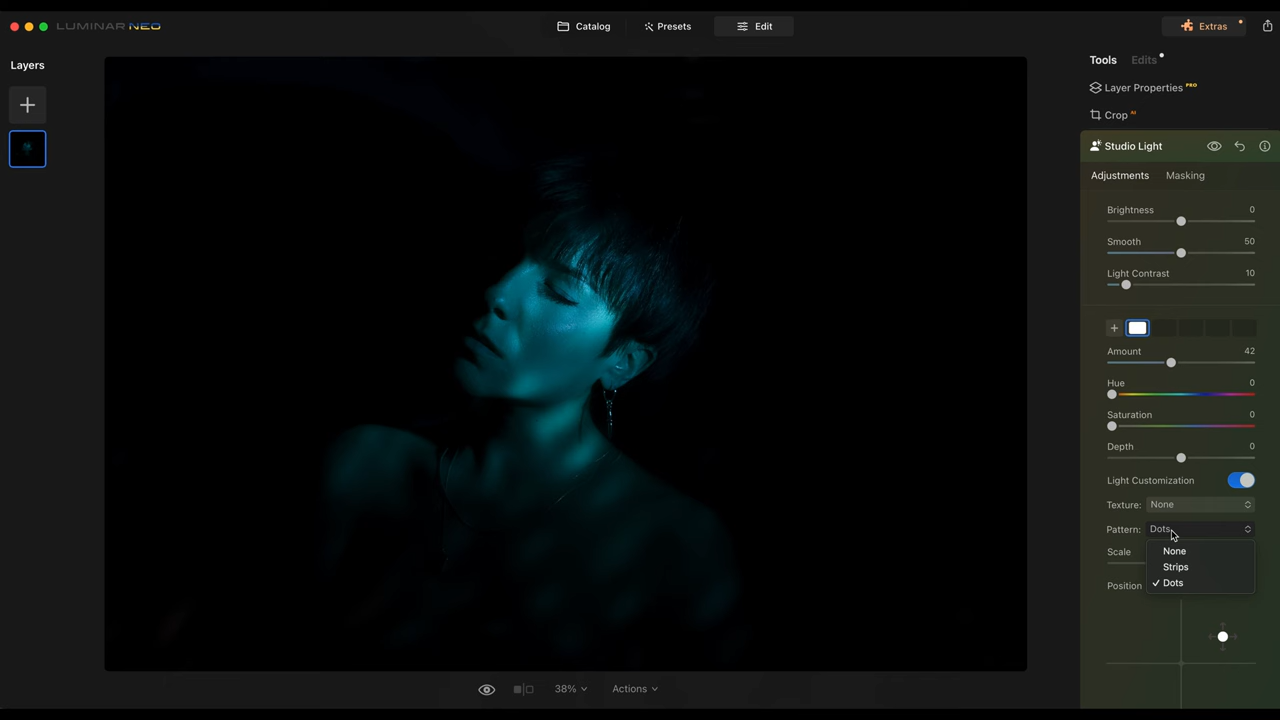 LUMINAR NEO
Catalog
Presets
Edit
Extras
Layers
Tools
Edits
Layer Properties PRO
Crop AI
Studio Light
Adjustments
Masking
Brightness 0
Smooth 50
Light Contrast 10
Amount 42
Hue 0
Saturation 0
Depth 0
Light Customization
Texture: None
Pattern: Dots
None
Scale
Strips
Dots
Position
38%
Actions